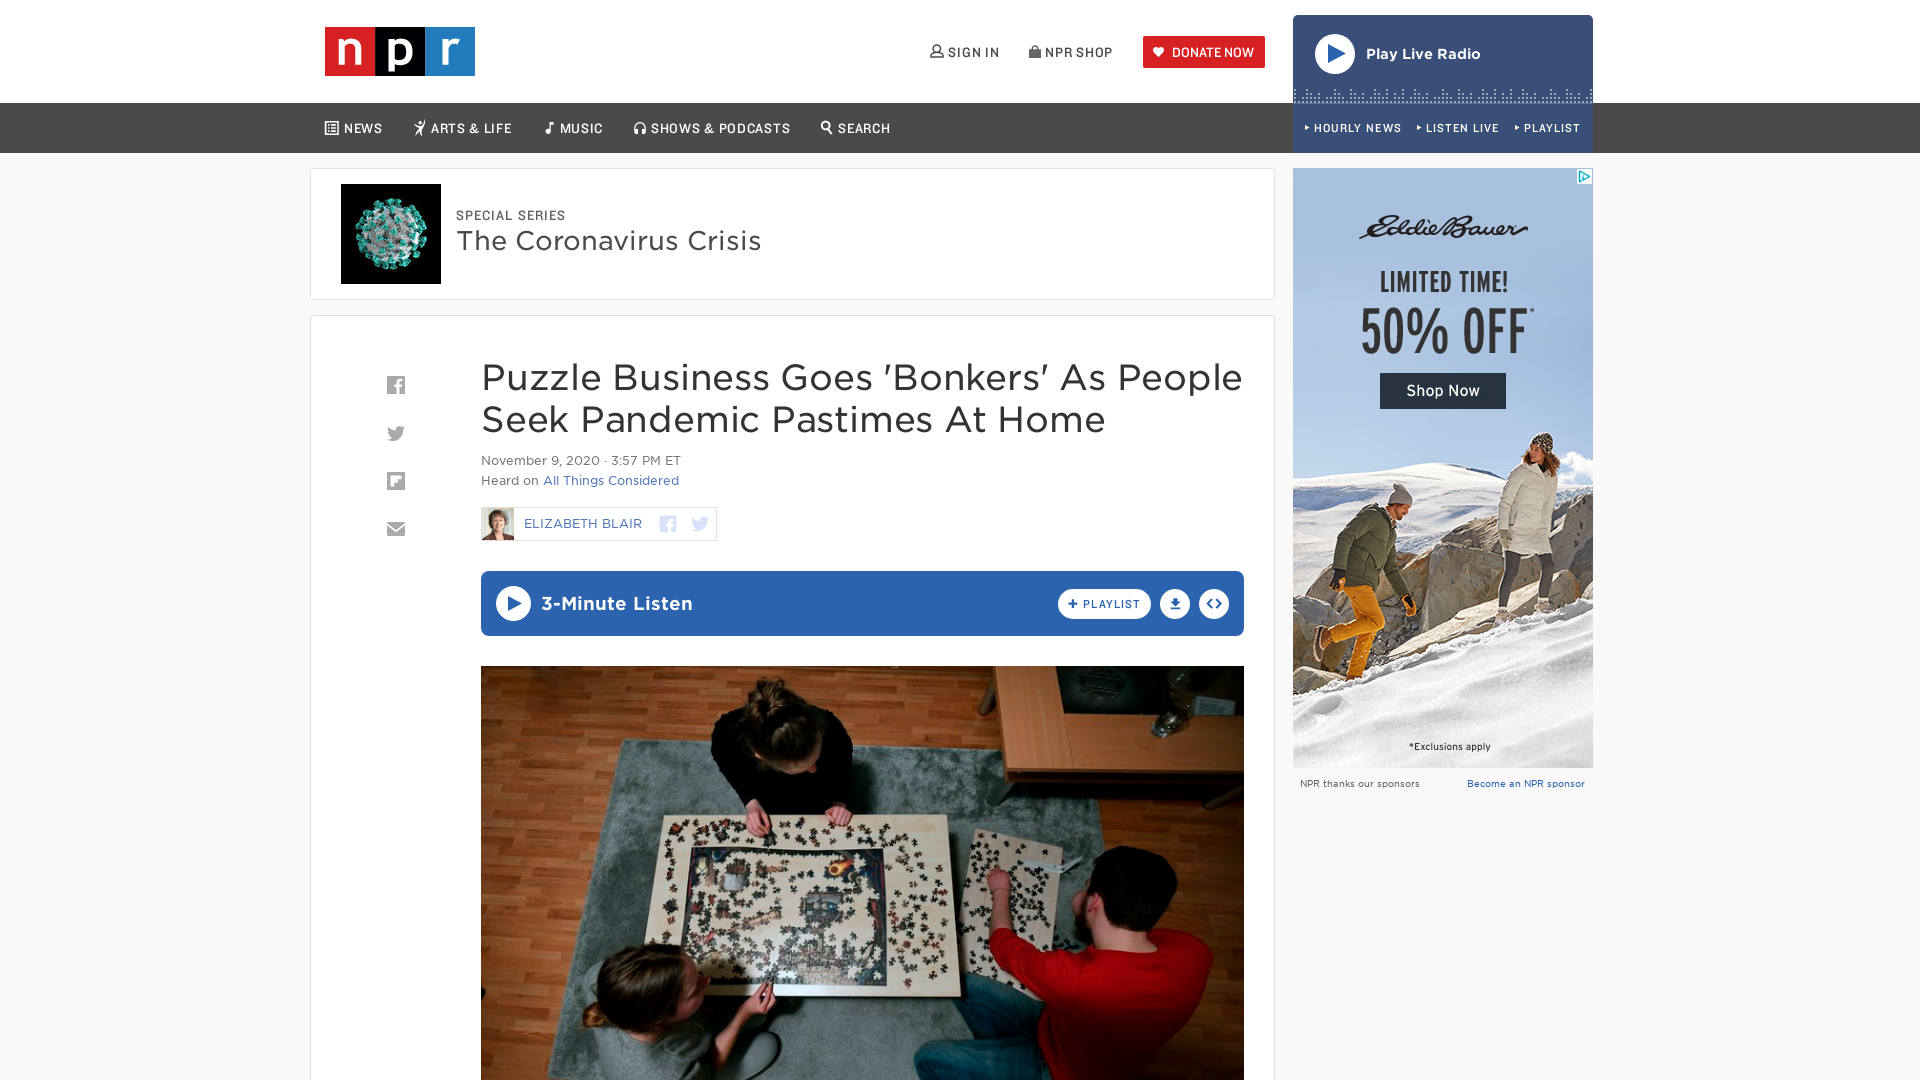 npr
SIGN IN
NPR SHOP
DONATE NOW
Play Live Radio
NEWS
ARTS & LIFE
MUSIC
SHOWS & PODCASTS
SEARCH
HOURLY NEWS
LISTEN LIVE
PLAYLIST
SPECIAL SERIES
The Coronavirus Crisis
Puzzle Business Goes 'Bonkers' As People
Seek Pandemic Pastimes At Home
November 9, 2020 · 3:57 PM ET
Heard on All Things Considered
ELIZABETH BLAIR
3-Minute Listen
+ PLAYLIST
Eddie Bauer
LIMITED TIME!
50% OFF*
Shop Now
*Exclusions apply
NPR thanks our sponsors
Become an NPR sponsor